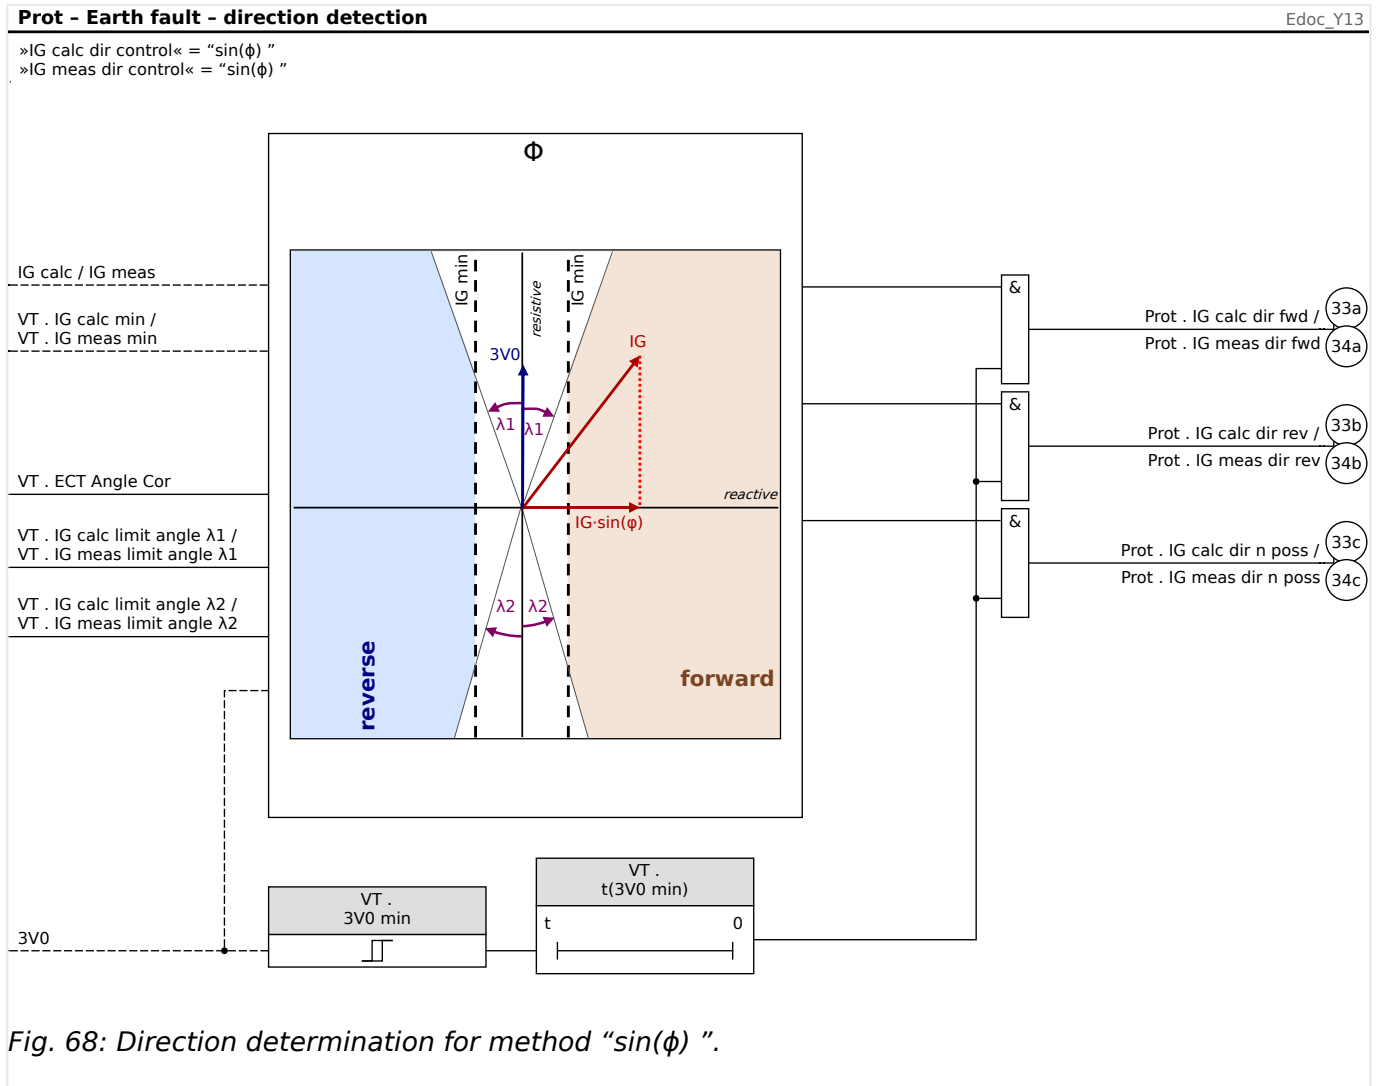 Prot – Earth fault – direction detection
Edoc_Y13
»IG calc dir control« = “sin(ϕ) ”
»IG meas dir control« = “sin(ϕ) ”
Φ
IG calc / IG meas
VT . IG calc min /
VT . IG meas min
VT . ECT Angle Cor
VT . IG calc limit angle λ1 /
VT . IG meas limit angle λ1
VT . IG calc limit angle λ2 /
VT . IG meas limit angle λ2
3V0
IG min
resistive
IG min
3V0
IG
λ1
λ1
reactive
IG·sin(φ)
λ2
λ2
reverse
forward
&
Prot . IG calc dir fwd /
33a
Prot . IG meas dir fwd
34a
&
Prot . IG calc dir rev /
33b
Prot . IG meas dir rev
34b
&
Prot . IG calc dir n poss /
33c
Prot . IG meas dir n poss
34c
VT .
3V0 min
VT .
t(3V0 min)
t
0
Fig. 68: Direction determination for method “sin(ϕ) ”.